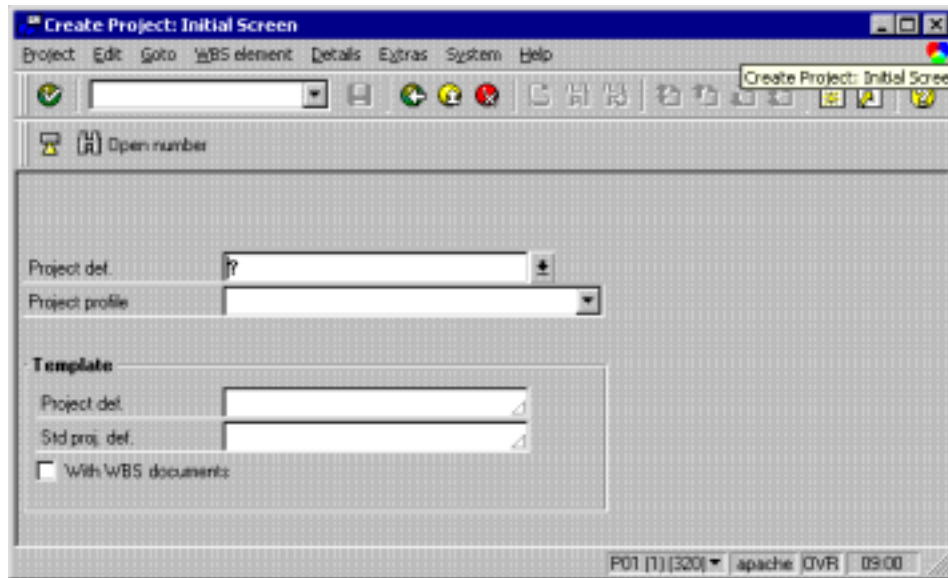 Create Project: Initial Screen
Project Edit Goto WBS element Details Extras System Help
Create Project: Initial Scree
Open number
Project def. ?
Project profile
Template
Project def.
Std proj. def.
With WBS documents
P01 (1) (320) apache OVR 09:00